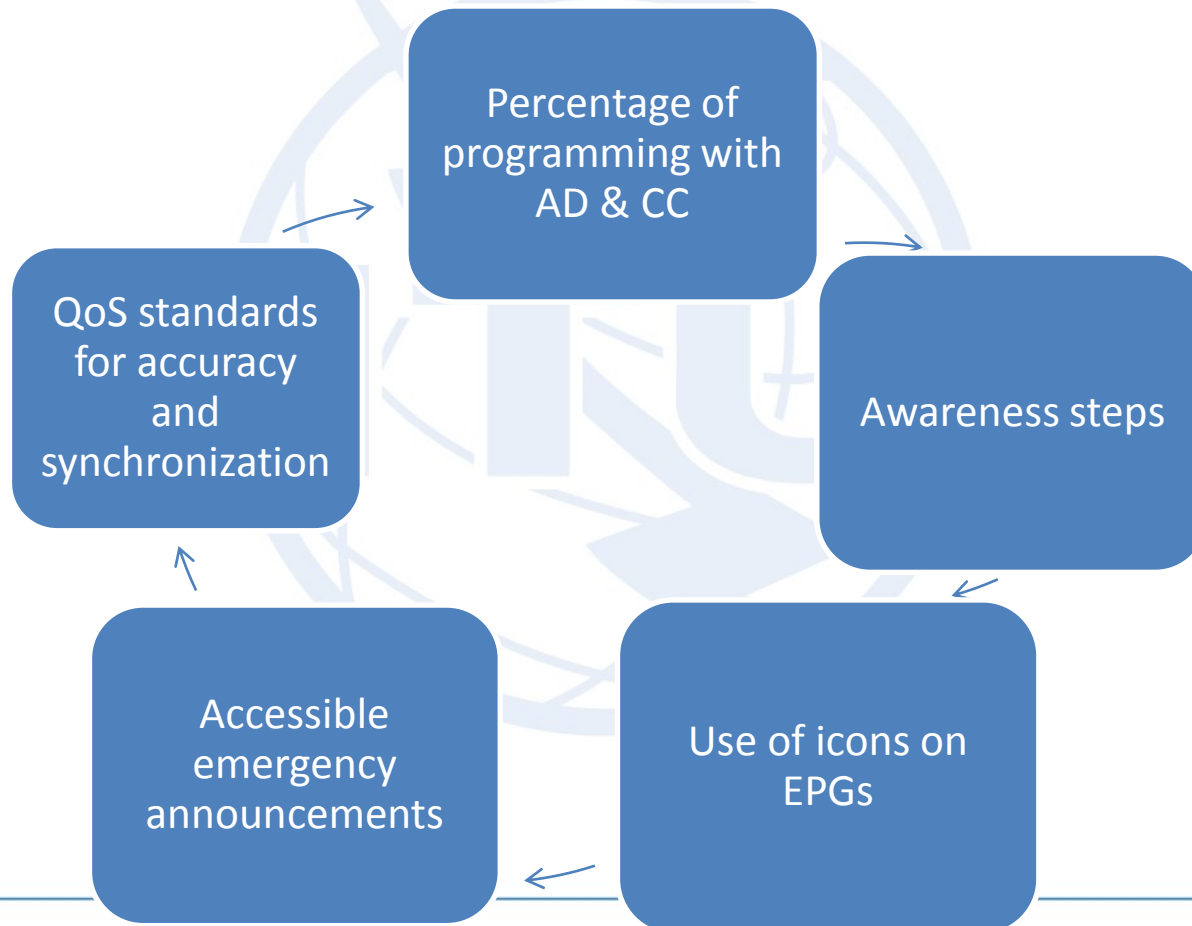 Percentage of
programming with
AD & CC
Awareness steps
Use of icons on
EPGs
Accessible
emergency
announcements
QoS standards
for accuracy
and
synchronization